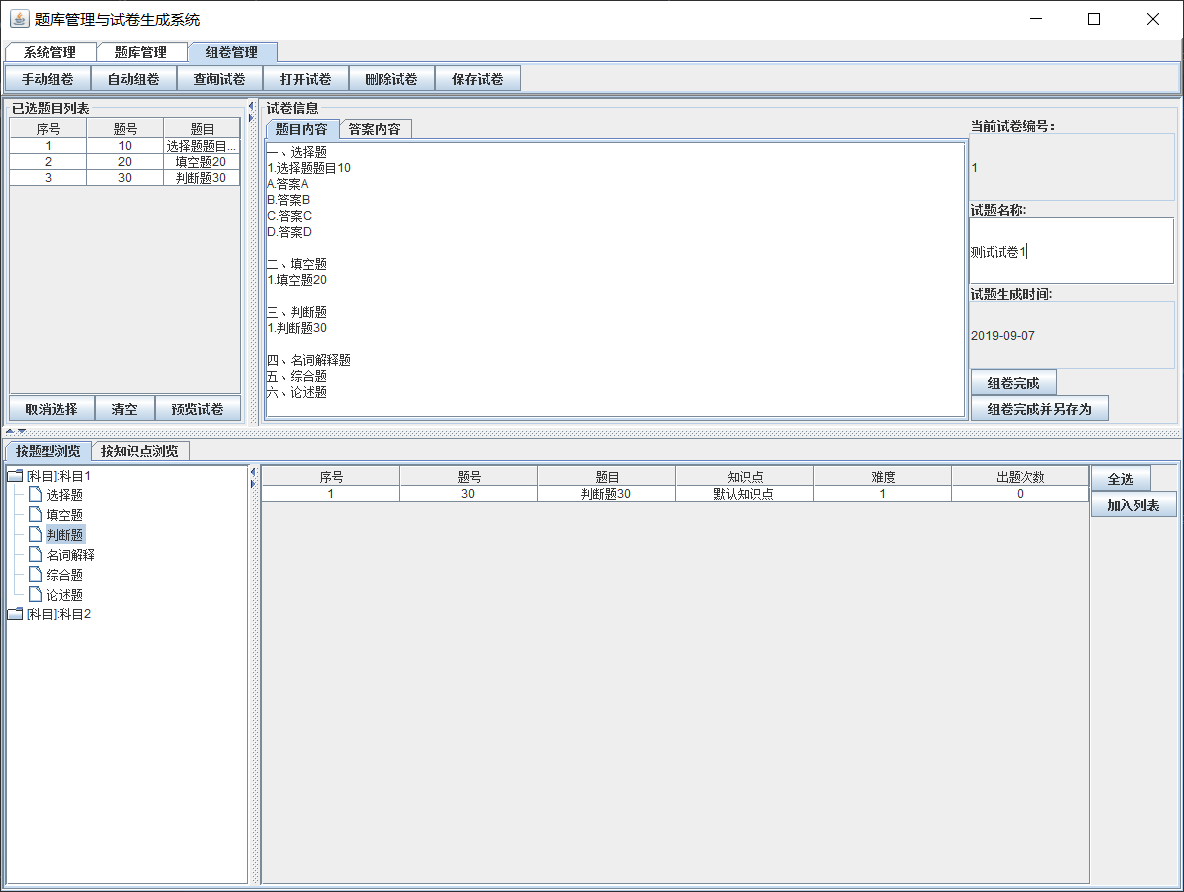 题库管理与试卷生成系统
系统管理 题库管理 组卷管理
手动组卷 自动组卷 查询试卷 打开试卷 删除试卷 保存试卷
已选题目列表
序号 题号 题目
1 10 选择题题目...
2 20 填空题20
3 30 判断题30
取消选择 清空 预览试卷
试卷信息
题目内容 答案内容
一、选择题
1.选择题题目10
A.答案A
B.答案B
C.答案C
D.答案D
二、填空题
1.填空题20
三、判断题
1.判断题30
四、名词解释题
五、综合题
六、论述题
当前试卷编号：
1
试题名称:
测试试卷1
试题生成时间:
2019-09-07
组卷完成
组卷完成并另存为
按题型浏览 按知识点浏览
[科目]:科目1
选择题
填空题
判断题
名词解释
综合题
论述题
[科目]:科目2
序号 题号 题目 知识点 难度 出题次数
1 30 判断题30 默认知识点 1 0
全选
加入列表